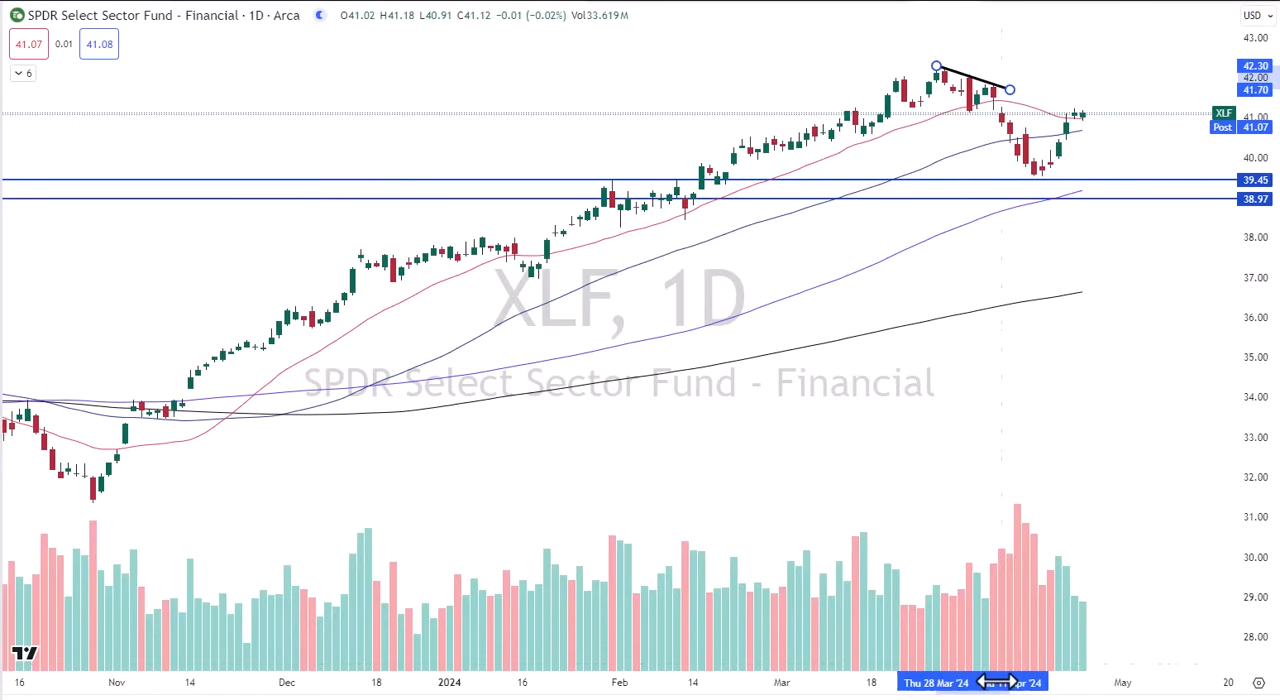 SPDR Select Sector Fund - Financial · 1D · Arca O41.02 H41.18 L40.91 C41.12 −0.01 (−0.02%) Vol33.619M USD
41.07 0.01 41.08
6
43.00
42.30
42.00
41.70
XLF
41.00
Post 41.07
40.00
39.45
38.97
38.00
37.00
36.00
35.00
34.00
33.00
32.00
31.00
30.00
29.00
28.00
XLF, 1D
SPDR Select Sector Fund - Financial
16 Nov 14 Dec 18 2024 16 Feb 14 Mar 18 Thu 28 Mar '24 Apr '24 May 20